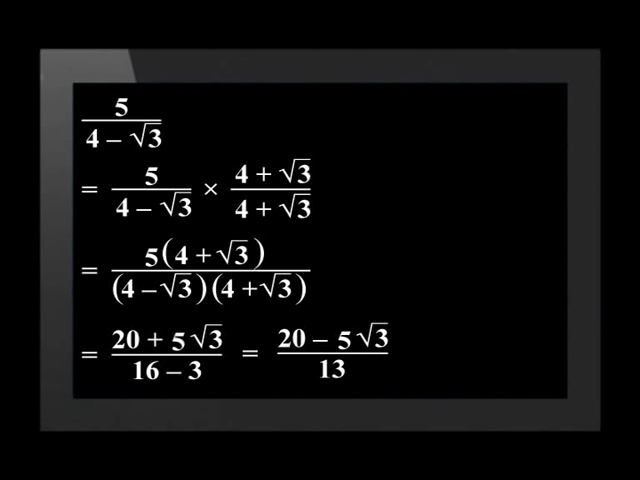 5 / (4 – √3)
= 5 / (4 – √3) × (4 + √3) / (4 + √3)
= 5(4 + √3) / (4 – √3)(4 + √3)
= (20 + 5√3) / (16 – 3) = (20 – 5√3) / 13